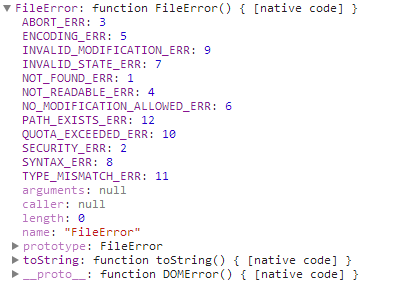 FileError: function FileError() { [native code] }
ABORT_ERR: 3
ENCODING_ERR: 5
INVALID_MODIFICATION_ERR: 9
INVALID_STATE_ERR: 7
NOT_FOUND_ERR: 1
NOT_READABLE_ERR: 4
NO_MODIFICATION_ALLOWED_ERR: 6
PATH_EXISTS_ERR: 12
QUOTA_EXCEEDED_ERR: 10
SECURITY_ERR: 2
SYNTAX_ERR: 8
TYPE_MISMATCH_ERR: 11
arguments: null
caller: null
length: 0
name: "FileError"
prototype: FileError
toString: function toString() { [native code] }
__proto__: function DOMError() { [native code] }